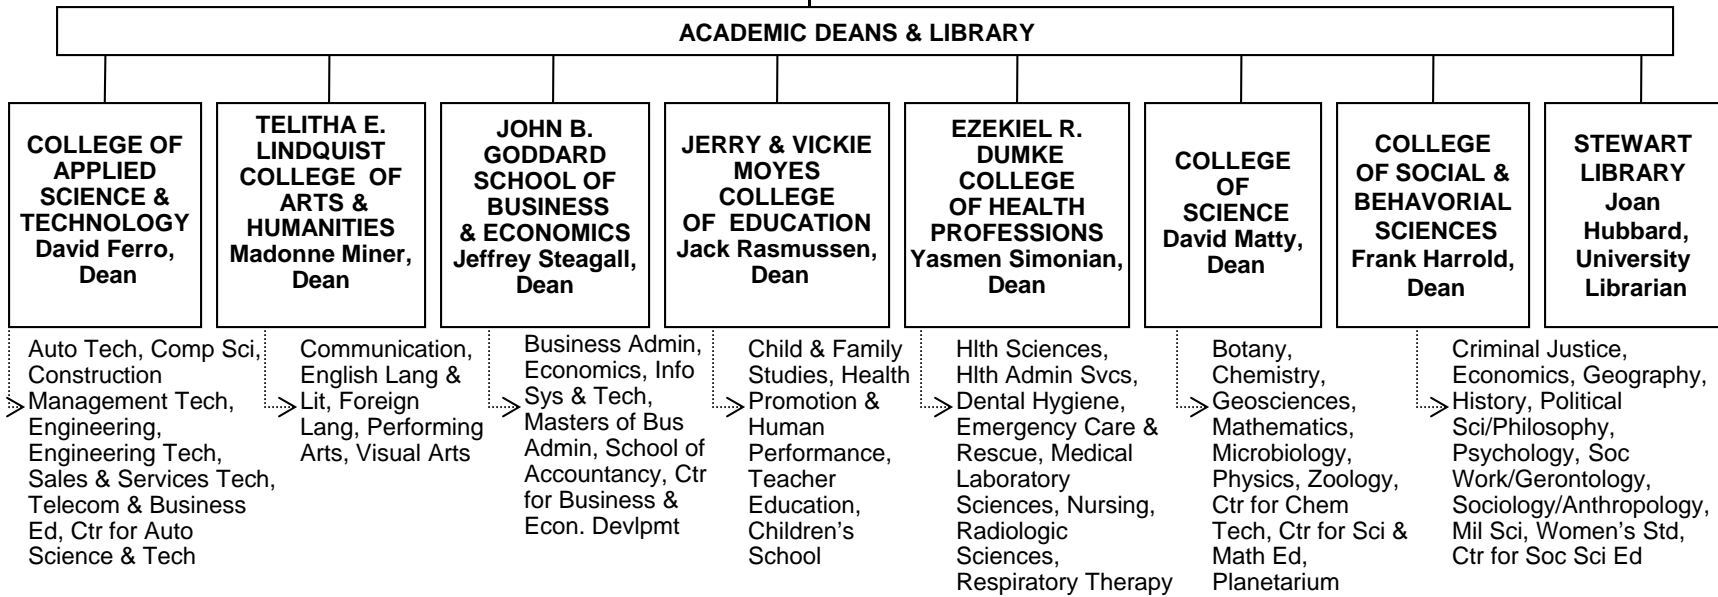 ACADEMIC DEANS & LIBRARY
COLLEGE OF
APPLIED
SCIENCE &
TECHNOLOGY
David Ferro,
Dean
TELITHA E.
LINDQUIST
COLLEGE OF
ARTS &
HUMANITIES
Madonne Miner,
Dean
JOHN B.
GODDARD
SCHOOL OF
BUSINESS
& ECONOMICS
Jeffrey Steagall,
Dean
JERRY & VICKIE
MOYES
COLLEGE
OF EDUCATION
Jack Rasmussen,
Dean
EZEKIEL R.
DUMKE
COLLEGE
OF HEALTH
PROFESSIONS
Yasmen Simonian,
Dean
COLLEGE
OF
SCIENCE
David Matty,
Dean
COLLEGE
OF SOCIAL &
BEHAVORIAL
SCIENCES
Frank Harrold,
Dean
STEWART
LIBRARY
Joan
Hubbard,
University
Librarian
Auto Tech, Comp Sci,
Construction
Management Tech,
Engineering,
Engineering Tech,
Sales & Services Tech,
Telecom & Business
Ed, Ctr for Auto
Science & Tech
Communication,
English Lang &
Lit, Foreign
Lang, Performing
Arts, Visual Arts
Business Admin,
Economics, Info
Sys & Tech,
Masters of Bus
Admin, School of
Accountancy, Ctr
for Business &
Econ. Devlpmt
Child & Family
Studies, Health
Promotion &
Human
Performance,
Teacher
Education,
Children’s
School
Hlth Sciences,
Hlth Admin Svcs,
Dental Hygiene,
Emergency Care &
Rescue, Medical
Laboratory
Sciences, Nursing,
Radiologic
Sciences,
Respiratory Therapy
Botany,
Chemistry,
Geosciences,
Mathematics,
Microbiology,
Physics, Zoology,
Ctr for Chem
Tech, Ctr for Sci &
Math Ed,
Planetarium
Criminal Justice,
Economics, Geography,
History, Political
Sci/Philosophy,
Psychology, Soc
Work/Gerontology,
Sociology/Anthropology,
Mil Sci, Women’s Std,
Ctr for Soc Sci Ed